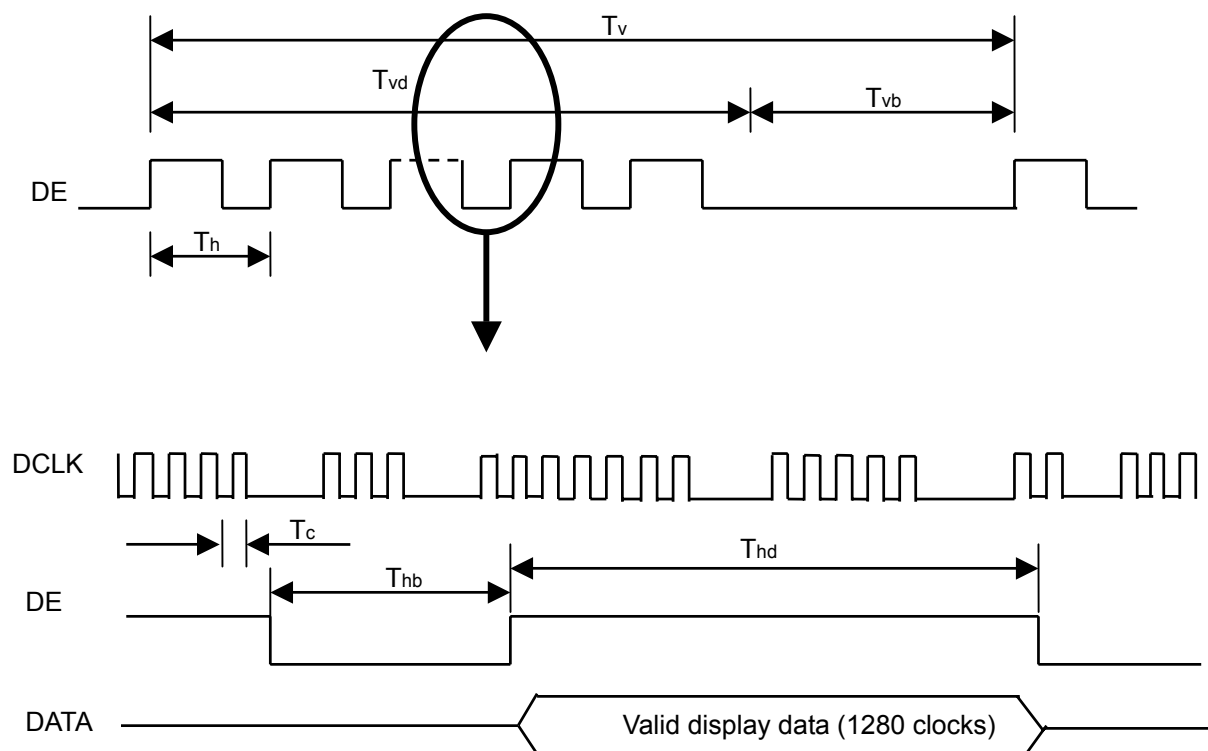 Tv
Tvd
Tvb
DE
Th
DCLK
Tc
Thd
Thb
DE
DATA
Valid display data (1280 clocks)